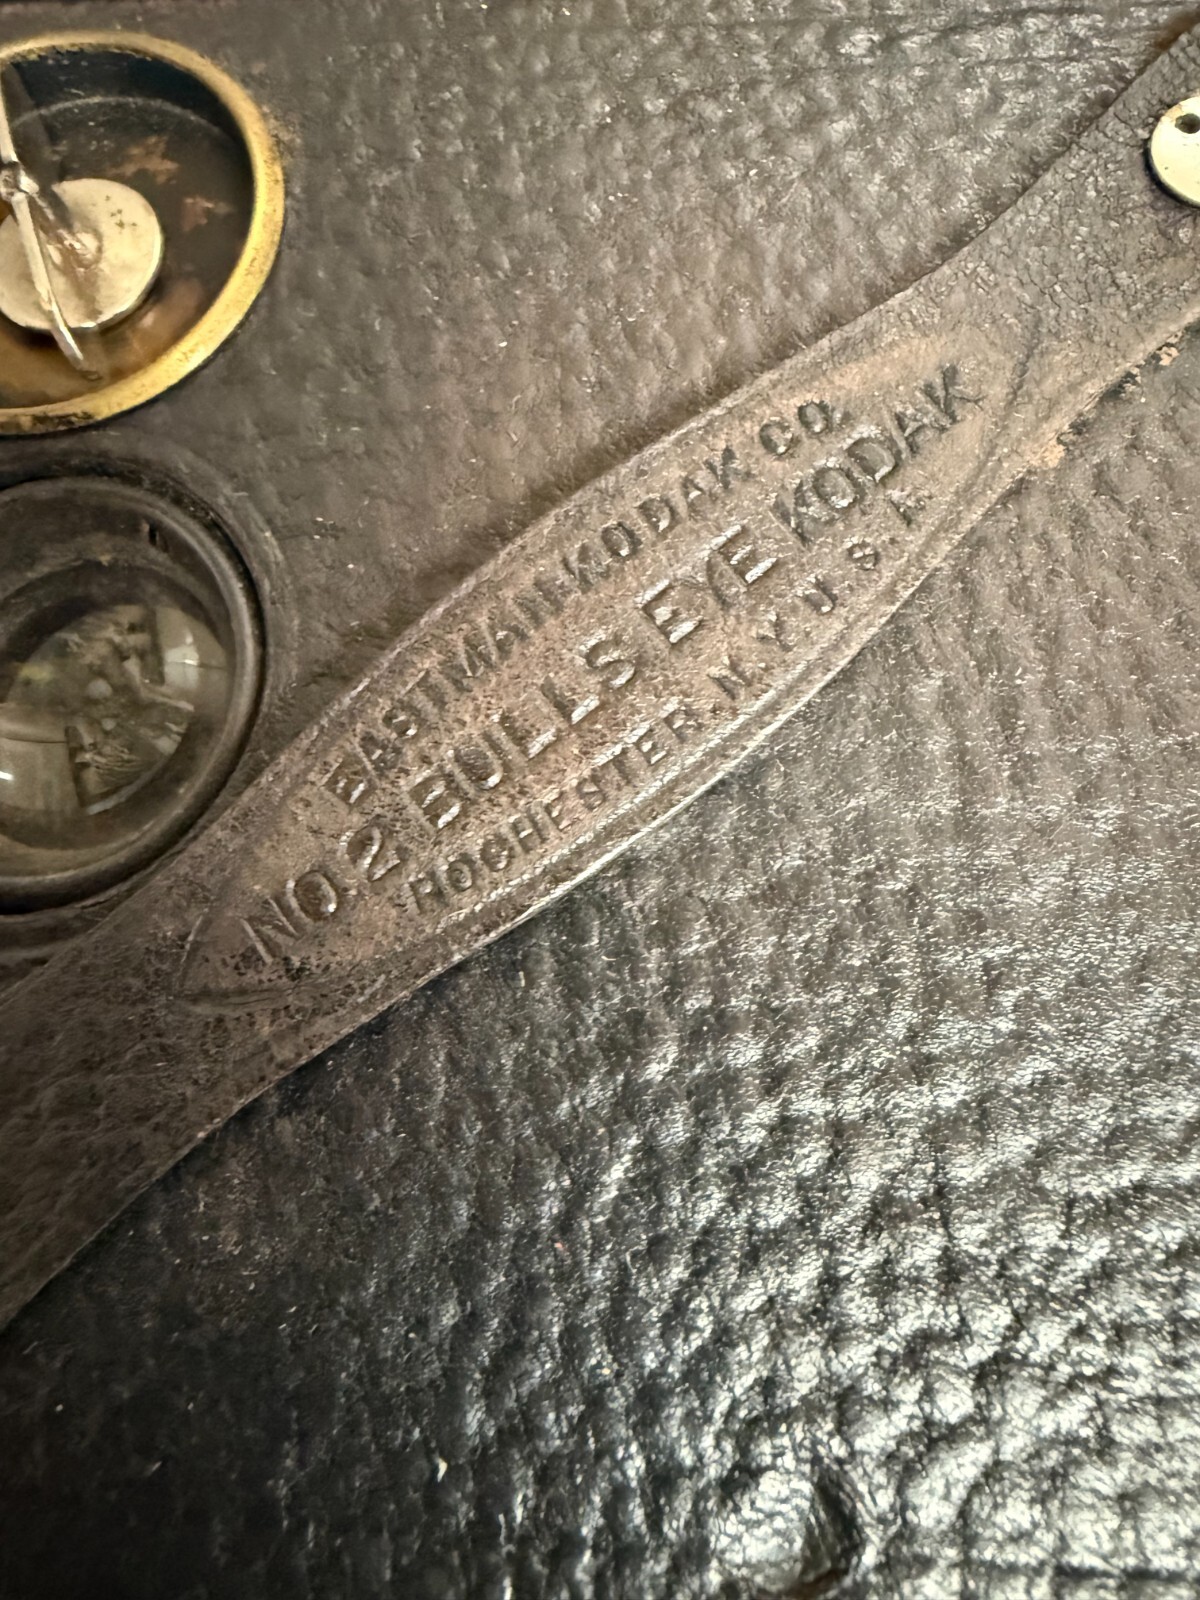 EASTMAN KODAK CO.
NO. 2 BULLS EYE KODAK
ROCHESTER. N.Y. U.S.A.